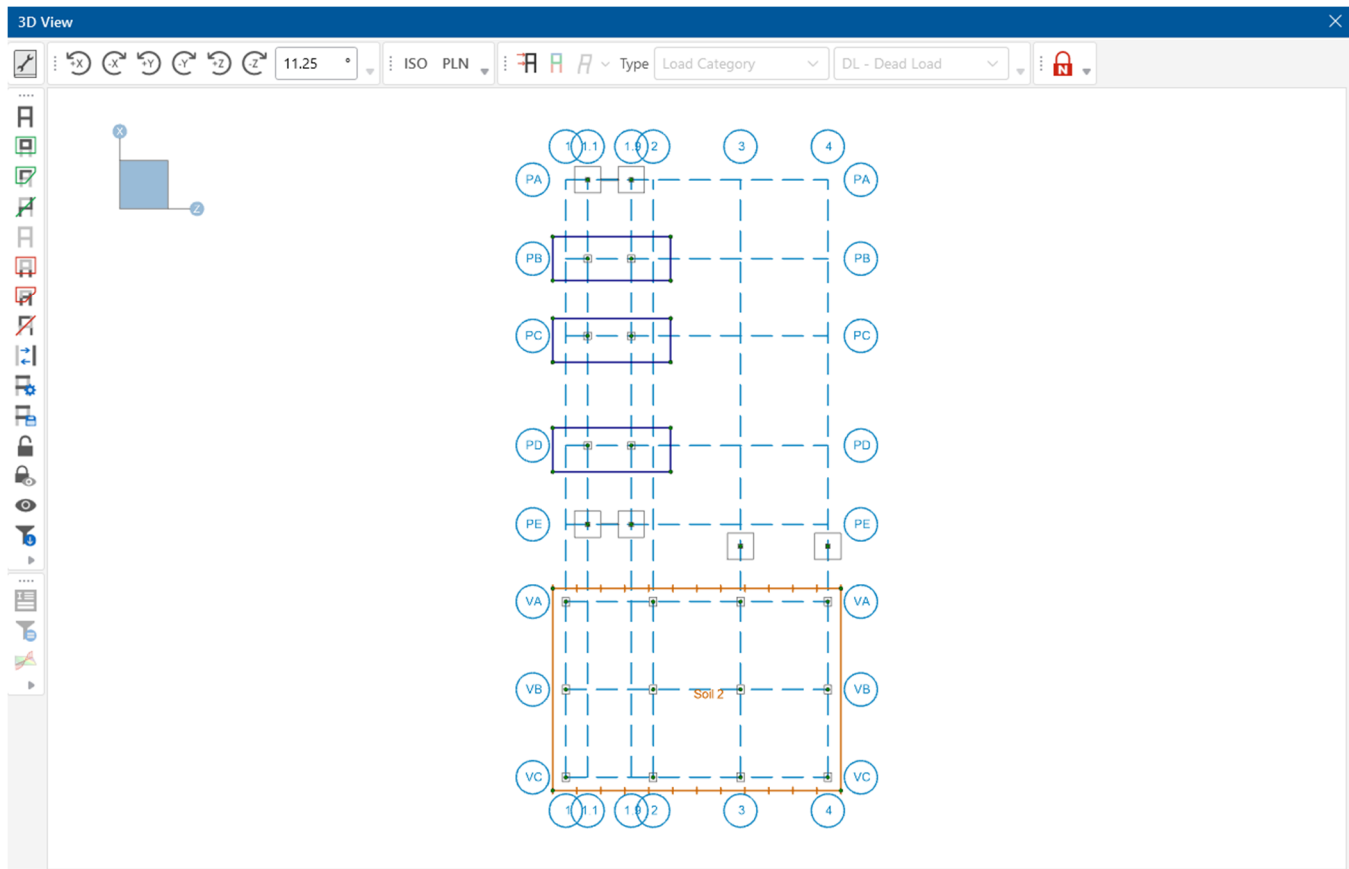 3D View
+X -X +Y -Y +Z -Z 11.25 ° ISO PLN Type Load Category DL - Dead Load N
X
Z
1 1.1 1.9 2 3 4
PA PA
PB PB
PC PC
PD PD
PE PE
VA VA
VB Soil 2 VB
VC VC
1 1.1 1.9 2 3 4